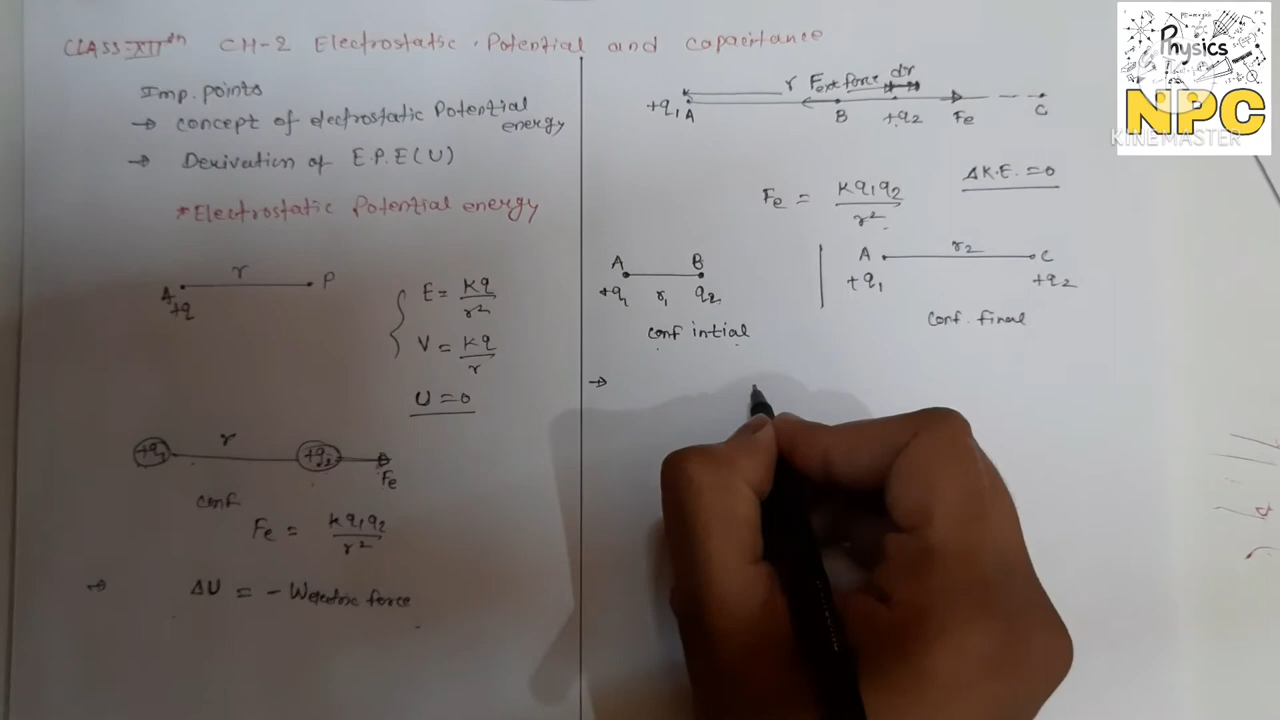 CLASS-XIIth CH-2 Electrostatic Potential and capacitance
Imp. points
→ concept of electrostatic Potential energy
→ Derivation of E.P.E(U)
*Electrostatic Potential energy
r
A P
+q
E = Kq/r²
V = Kq/r
U = 0
+q1 r +q2
Fe
conf
Fe = Kq1q2/r²
→ ΔU = - Welectric force
r Fext force dr
+q1 A B +q2 Fe C
Fe = Kq1q2/r²
ΔK.E. = 0
A B
+q1 r1 q2
conf intial
A r2 C
+q1 +q2
conf. final
→
Physics
NPC
KINEMASTER